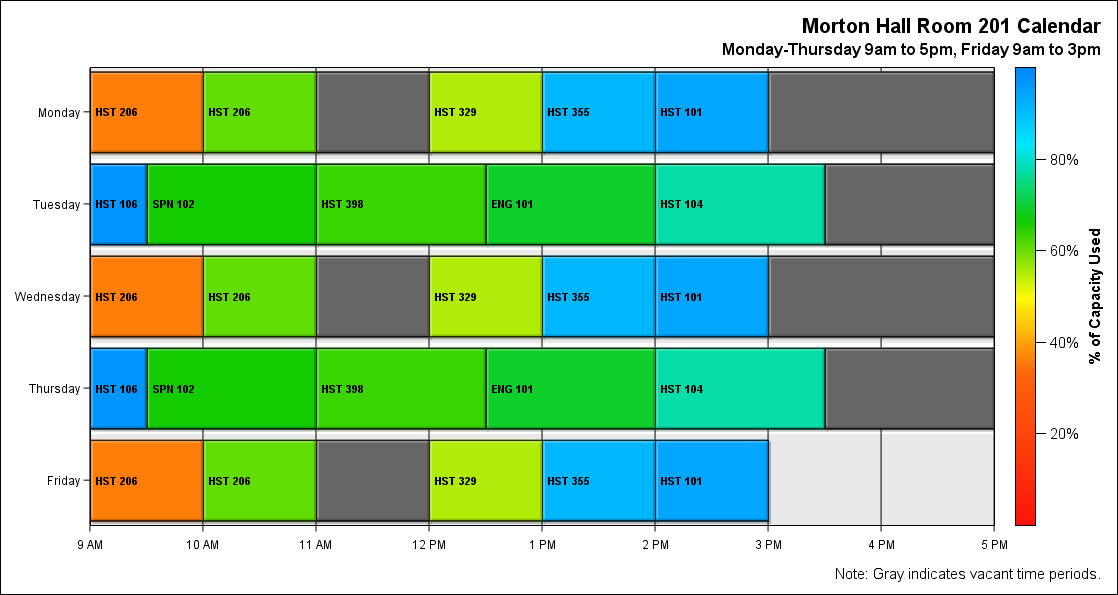 Morton Hall Room 201 Calendar
Monday-Thursday 9am to 5pm, Friday 9am to 3pm
Monday HST 206 HST 206 HST 329 HST 355 HST 101
80%
Tuesday HST 106 SPN 102 HST 398 ENG 101 HST 104
60%
% of Capacity Used
Wednesday HST 206 HST 206 HST 329 HST 355 HST 101
40%
Thursday HST 106 SPN 102 HST 398 ENG 101 HST 104
20%
Friday HST 206 HST 206 HST 329 HST 355 HST 101
9 AM 10 AM 11 AM 12 PM 1 PM 2 PM 3 PM 4 PM 5 PM
Note: Gray indicates vacant time periods.